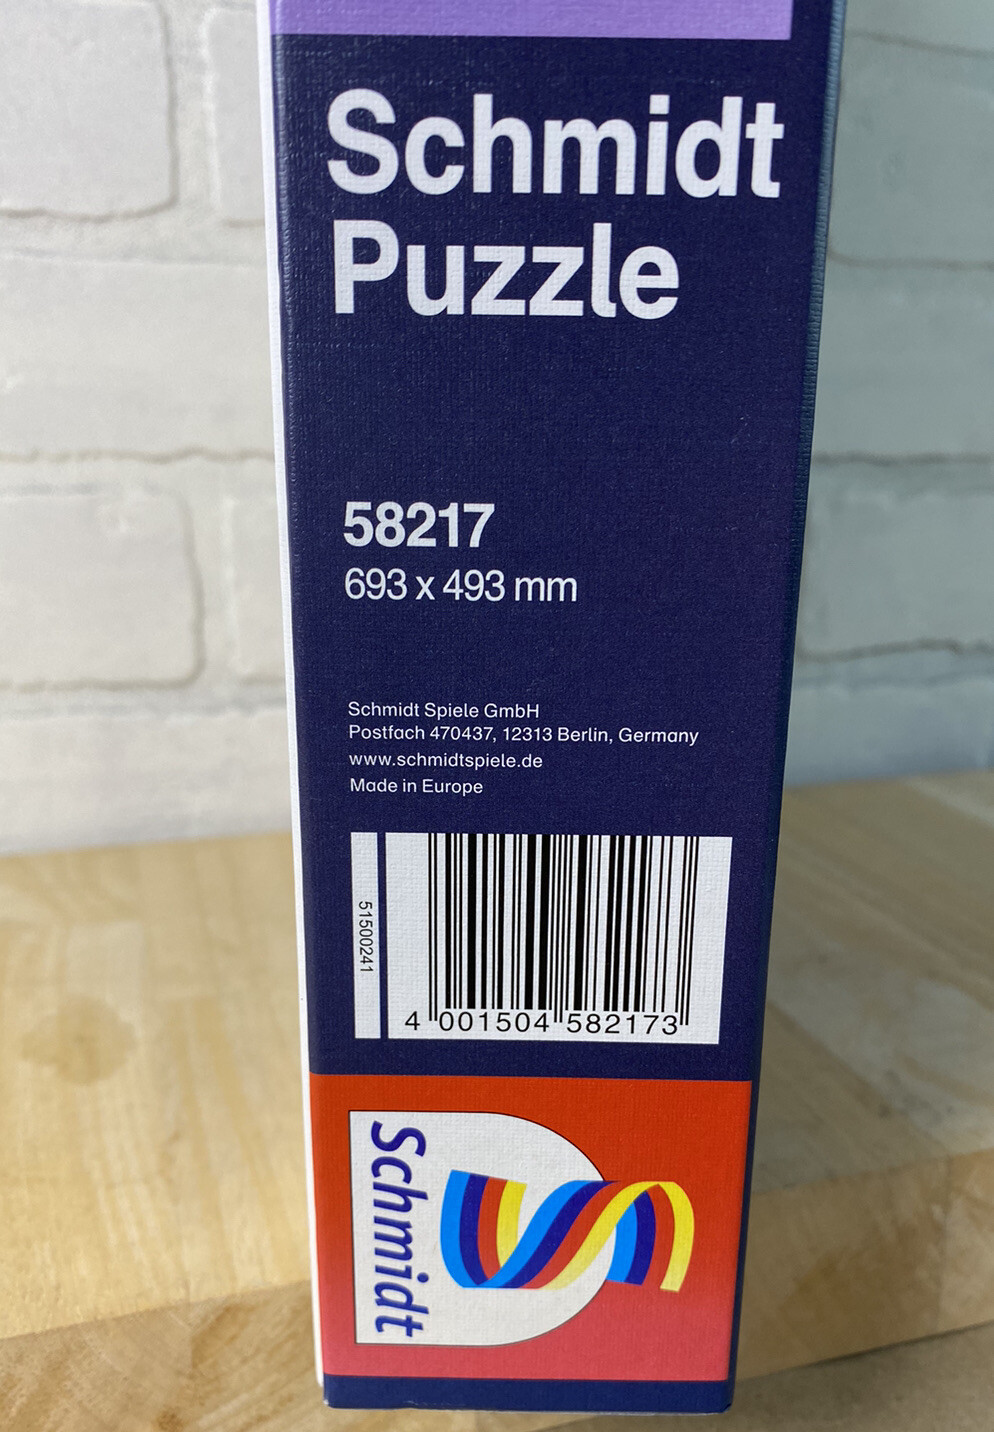 Schmidt
Puzzle
58217
693 x 493 mm
Schmidt Spiele GmbH
Postfach 470437, 12313 Berlin, Germany
www.schmidtspiele.de
Made in Europe
51500241
4 001504 582173
Schmidt